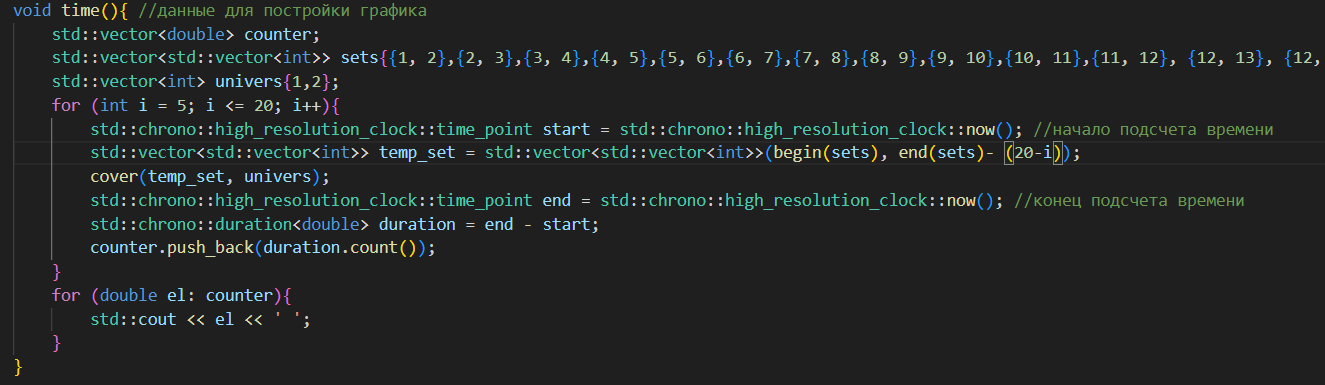 void time(){ //данные для постройки графика
    std::vector<double> counter;
    std::vector<std::vector<int>> sets{{1, 2},{2, 3},{3, 4},{4, 5},{5, 6},{6, 7},{7, 8},{8, 9},{9, 10},{10, 11},{11, 12}, {12, 13}, {12,
    std::vector<int> univers{1,2};
    for (int i = 5; i <= 20; i++){
        std::chrono::high_resolution_clock::time_point start = std::chrono::high_resolution_clock::now(); //начало подсчета времени
        std::vector<std::vector<int>> temp_set = std::vector<std::vector<int>>(begin(sets), end(sets)- (20-i));
        cover(temp_set, univers);
        std::chrono::high_resolution_clock::time_point end = std::chrono::high_resolution_clock::now(); //конец подсчета времени
        std::chrono::duration<double> duration = end - start;
        counter.push_back(duration.count());
    }
    for (double el: counter){
        std::cout << el << ' ';
    }
}